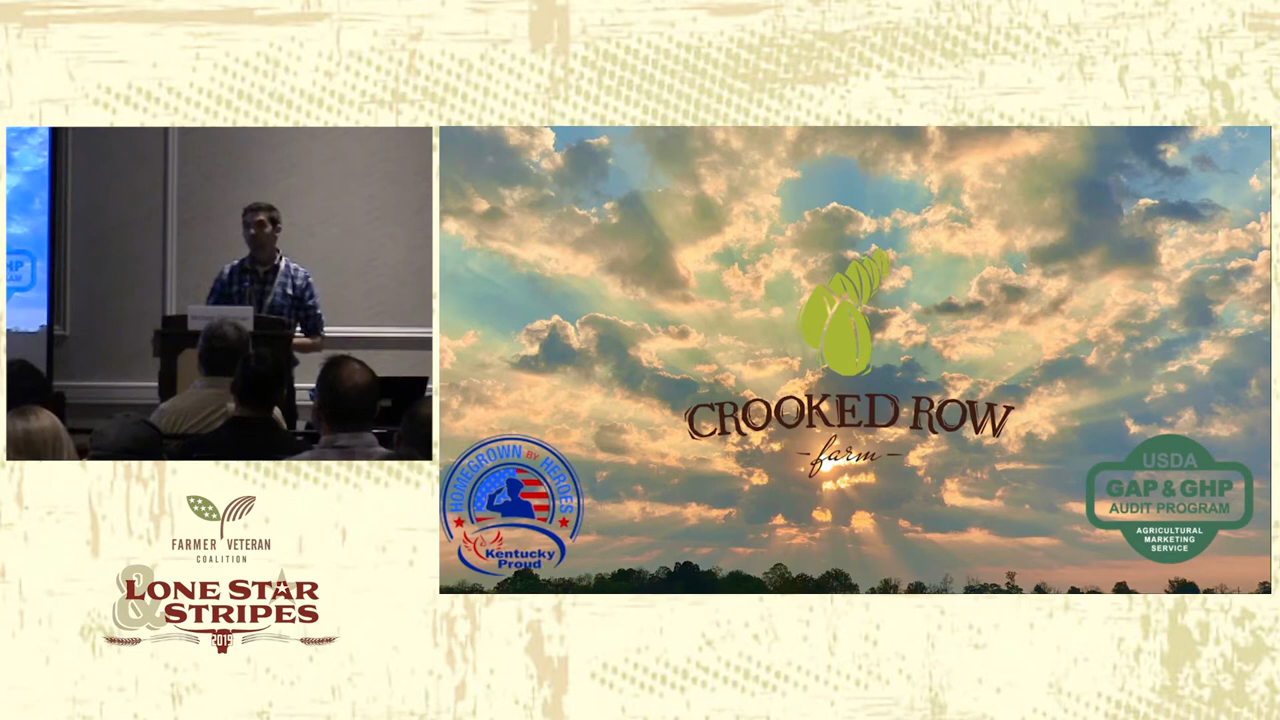 HP
CROOKED ROW
farm
HOMEGROWN BY HEROES
Kentucky
Proud
USDA
GAP & GHP
AUDIT PROGRAM
AGRICULTURAL
MARKETING
SERVICE
FARMER VETERAN
COALITION
& LONE STAR
STRIPES
2019